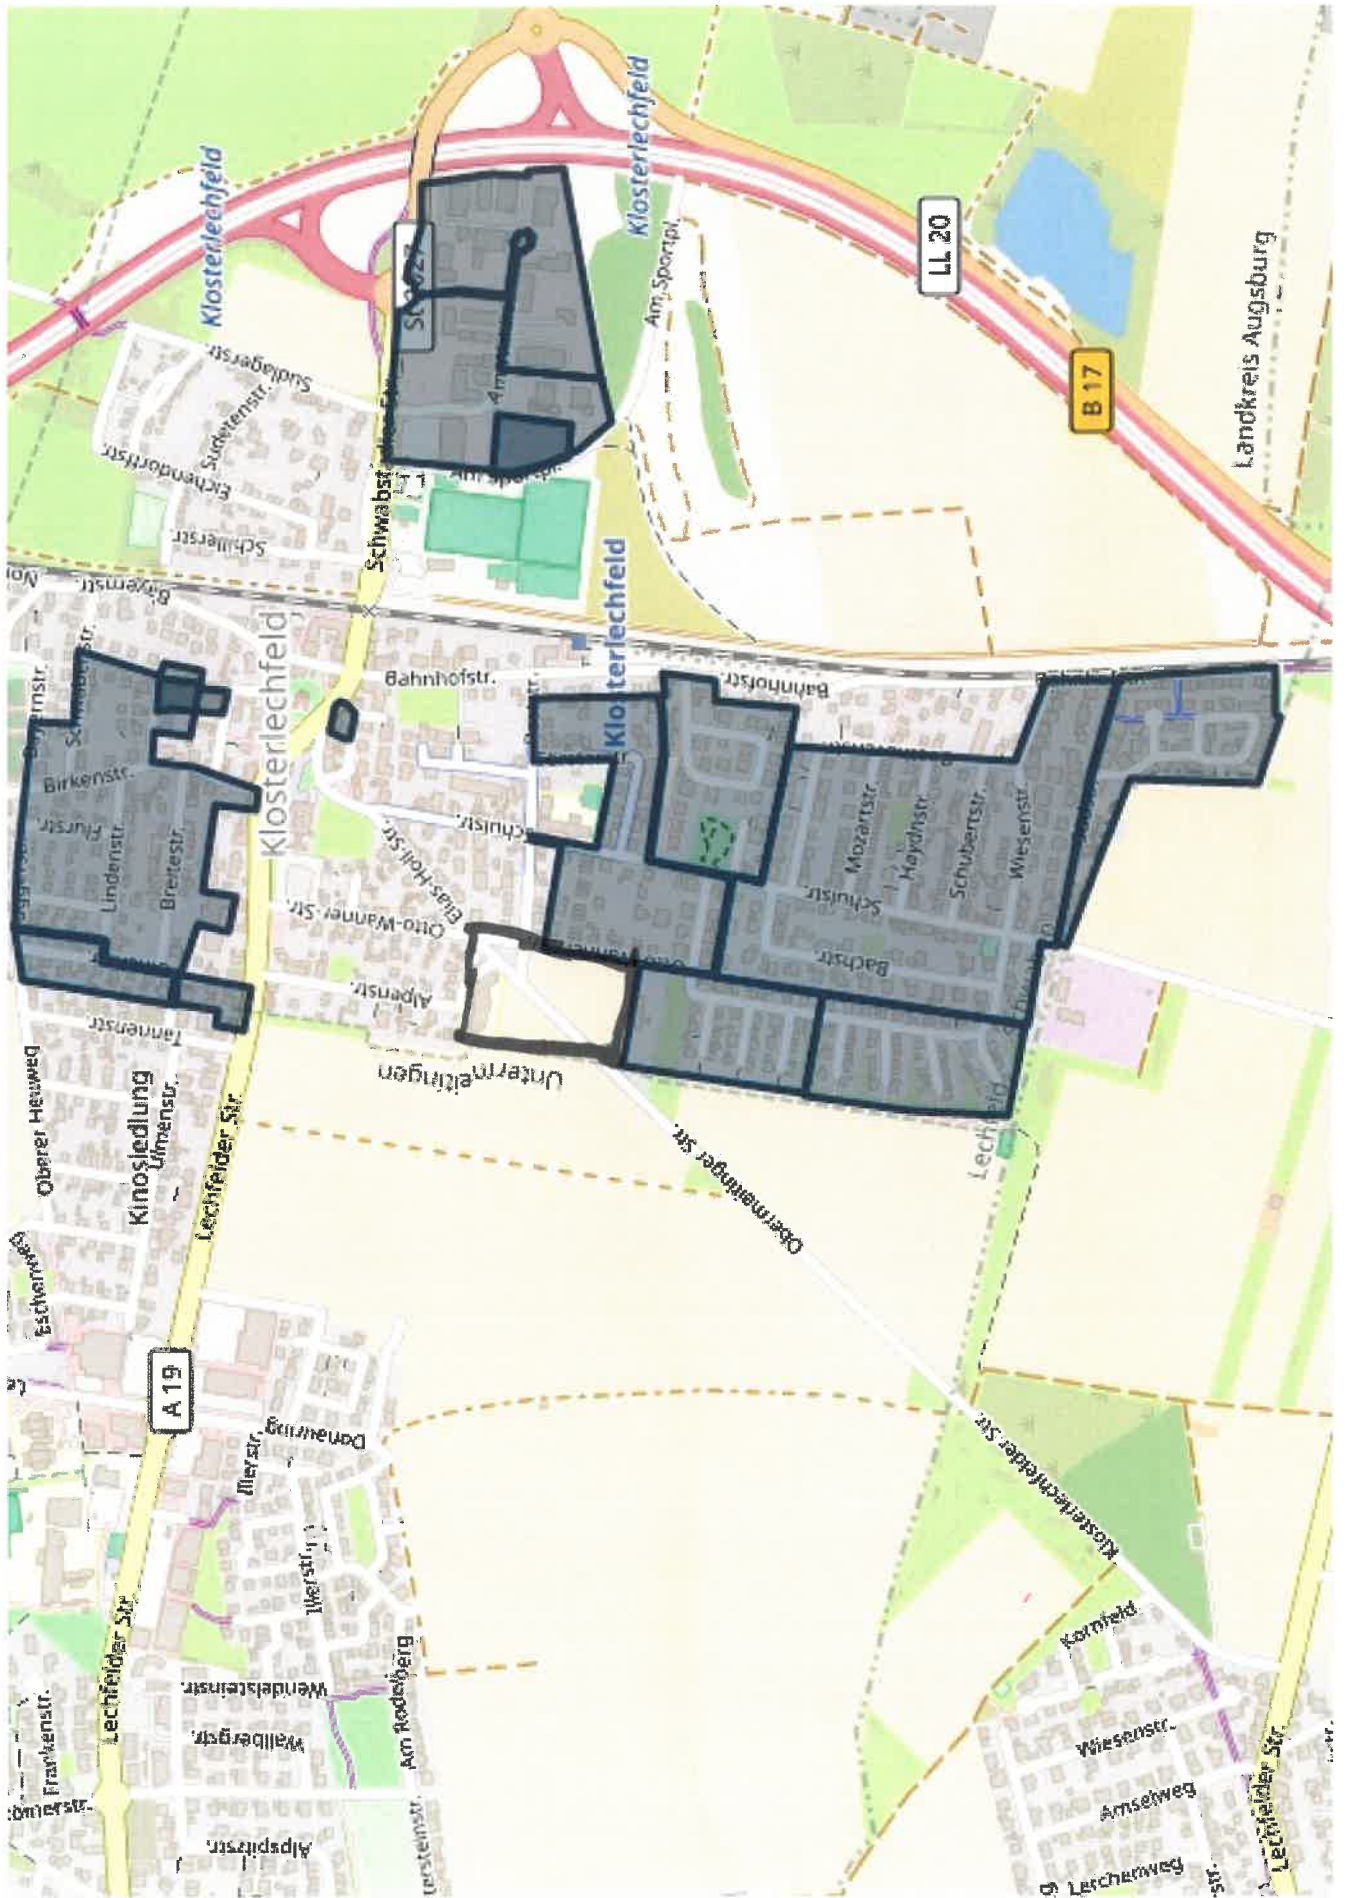 Klosterlechfeld
Klosterlechfeld
Südlagerstr.
Sudetenstr.
Eichendorffstr.
Schillerstr.
Am Sportpl.
LL 20
B 17
Landkreis Augsburg
Bayernstr.
Klosterlechfeld
Klosterlechfeld
Bahnhofstr.
Bahnhofstr.
Birkenstr.
Flurstr.
Lindenstr.
Breitestr.
Schulstr.
Elias-Holl-Str.
Otto-Wanner-Str.
Alpenstr.
Mozartstr.
Haydnstr.
Schubertstr.
Wiesenstr.
Schulstr.
Bachstr.
Tannenstr.
Untermeitingen
Oberer Heuweg
Kinosiedlung
Ulmenstr.
Lechfelder Str.
Obermeitinger Str.
Lechfeld
Eschenweg
A 19
Donauring
Illerstr.
Klosterlechfelder Str.
Lechfelder Str.
Frankenstr.
Wendelsteinstr.
Wallbergstr.
Alpspitzstr.
Am Rodelberg
Kornfeld
Wiesenstr.
Amselweg
Lerchenweg
Lechfelder Str.